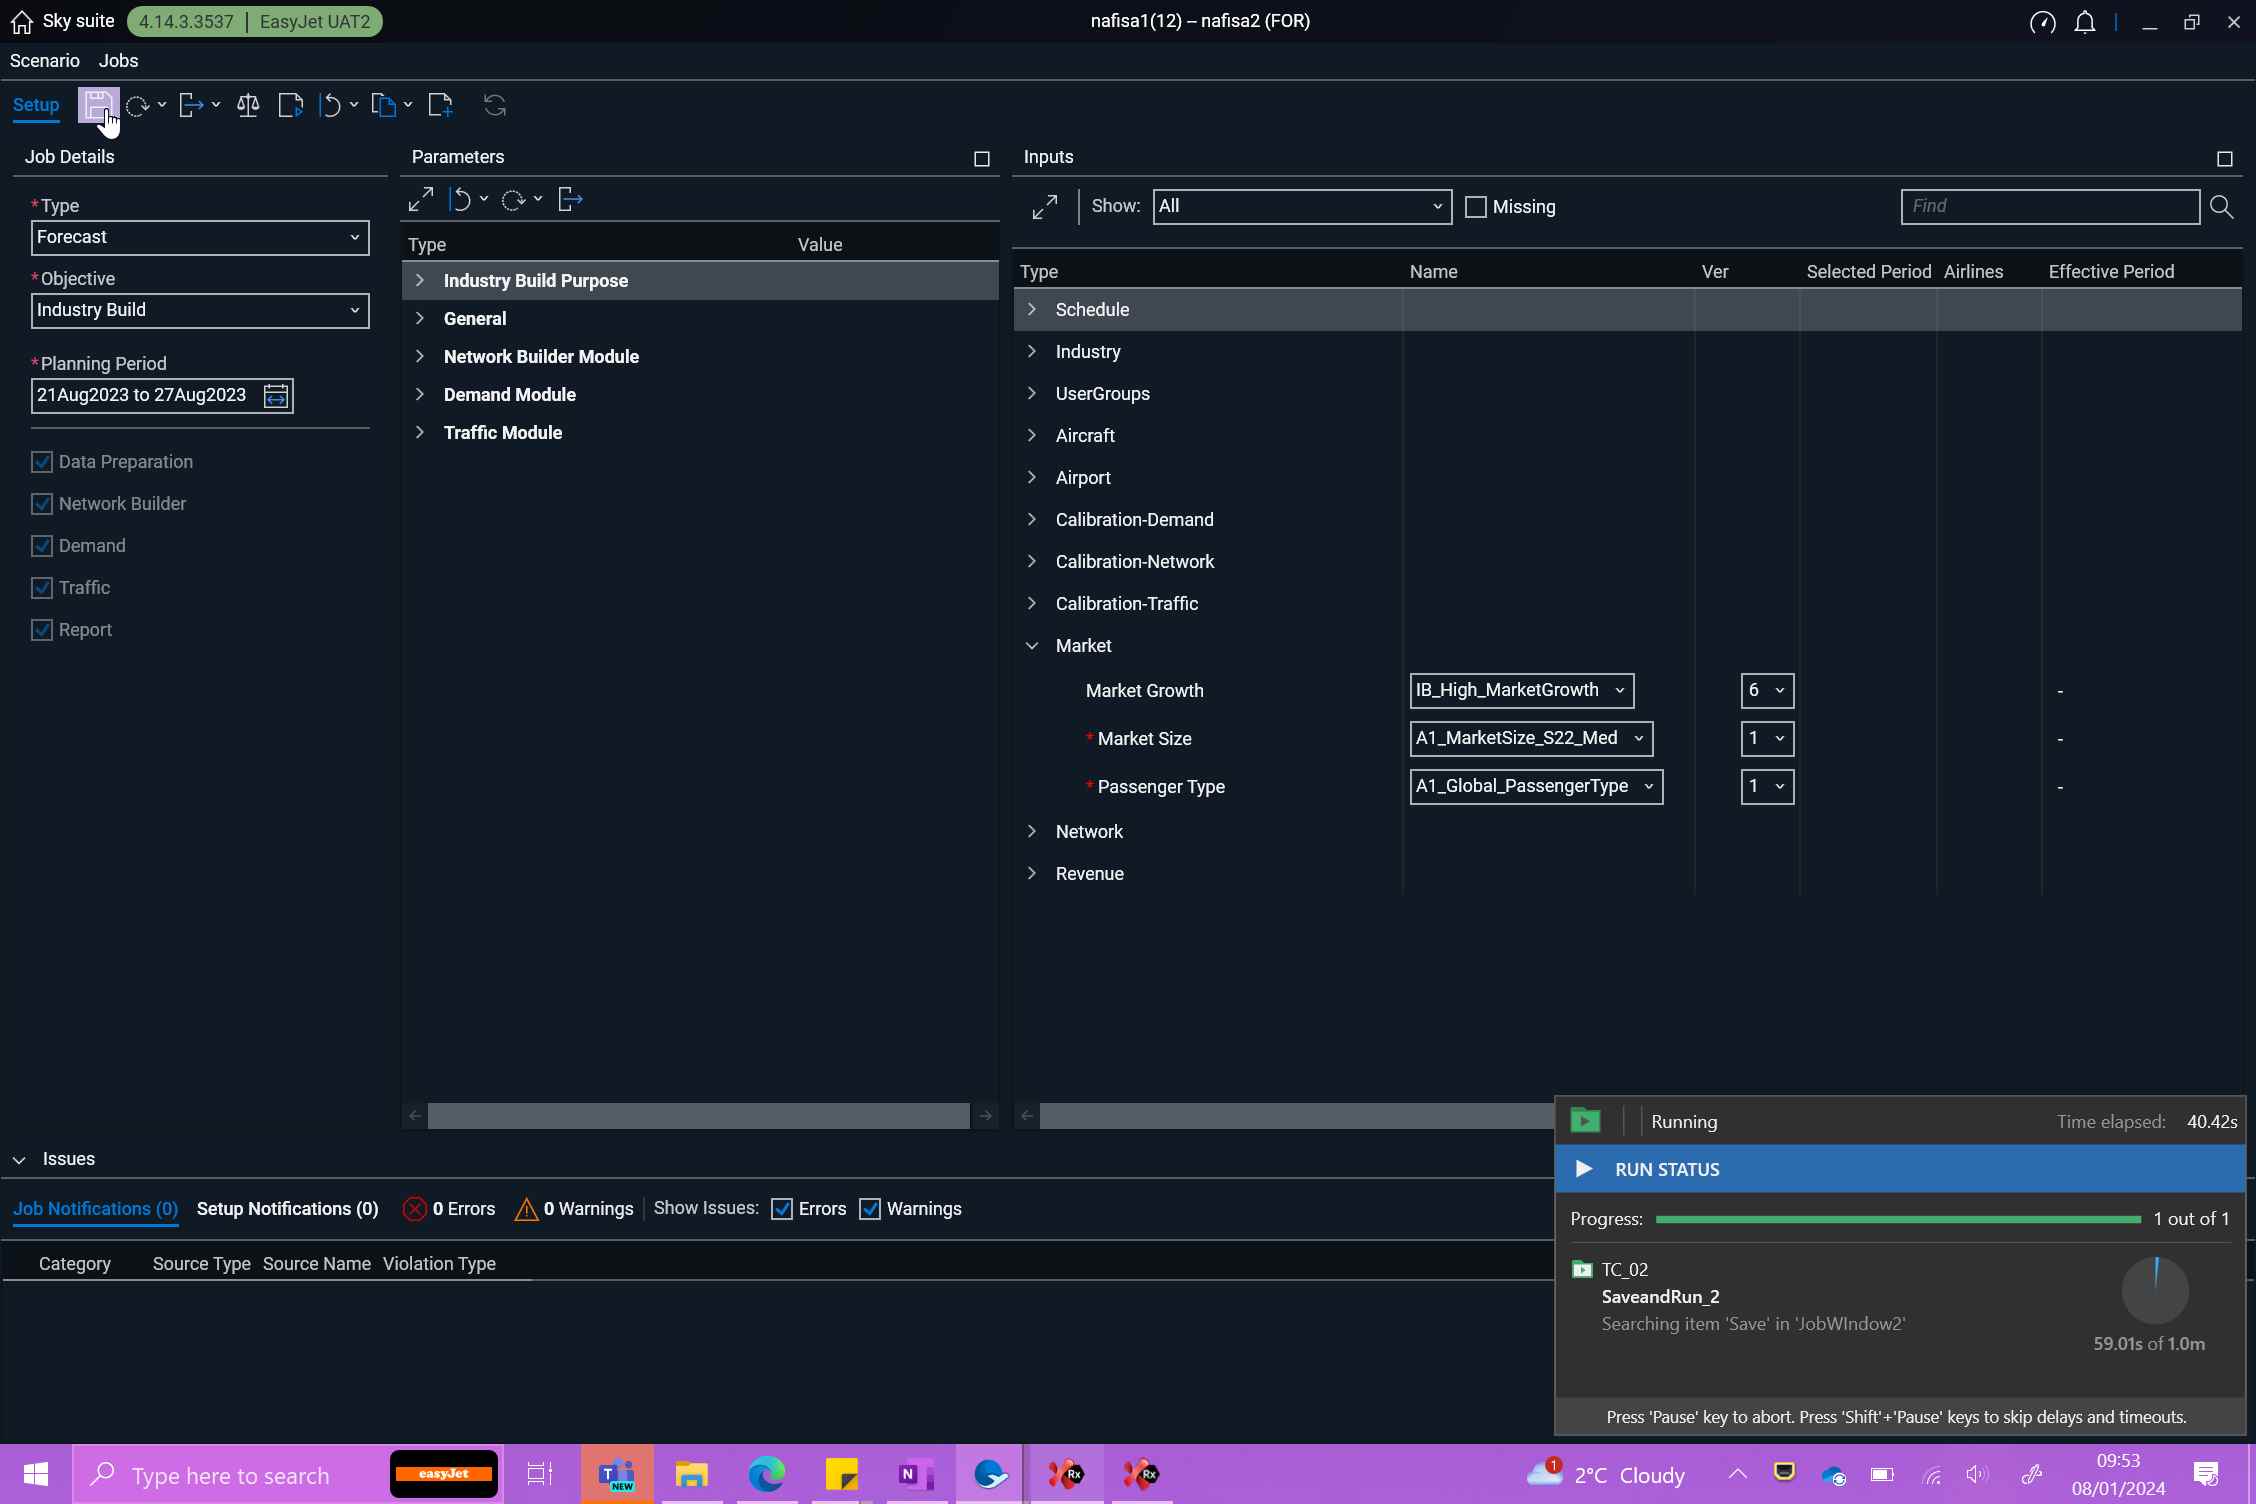 Sky suite 4.14.3.3537 | EasyJet UAT2 nafisa1(12) – nafisa2 (FOR)
Scenario Jobs
Setup
Job Details Parameters Inputs
*Type
Forecast
*Objective
Industry Build
*Planning Period
21Aug2023 to 27Aug2023
Data Preparation
Network Builder
Demand
Traffic
Report
Type Value
Industry Build Purpose
General
Network Builder Module
Demand Module
Traffic Module
Show: All Missing Find
Type Name Ver Selected Period Airlines Effective Period
Schedule
Industry
UserGroups
Aircraft
Airport
Calibration-Demand
Calibration-Network
Calibration-Traffic
Market
Market Growth IB_High_MarketGrowth 6 -
* Market Size A1_MarketSize_S22_Med 1 -
* Passenger Type A1_Global_PassengerType 1 -
Network
Revenue
Issues
Job Notifications (0) Setup Notifications (0) 0 Errors 0 Warnings Show Issues: Errors Warnings
Category Source Type Source Name Violation Type
Running Time elapsed: 40.42s
RUN STATUS
Progress: 1 out of 1
TC_02
SaveandRun_2
Searching item 'Save' in 'JobWIndow2'
59.01s of 1.0m
Press 'Pause' key to abort. Press 'Shift'+'Pause' keys to skip delays and timeouts.
Type here to search easyJet T NEW N Rx Rx 1 2°C Cloudy 09:53
08/01/2024